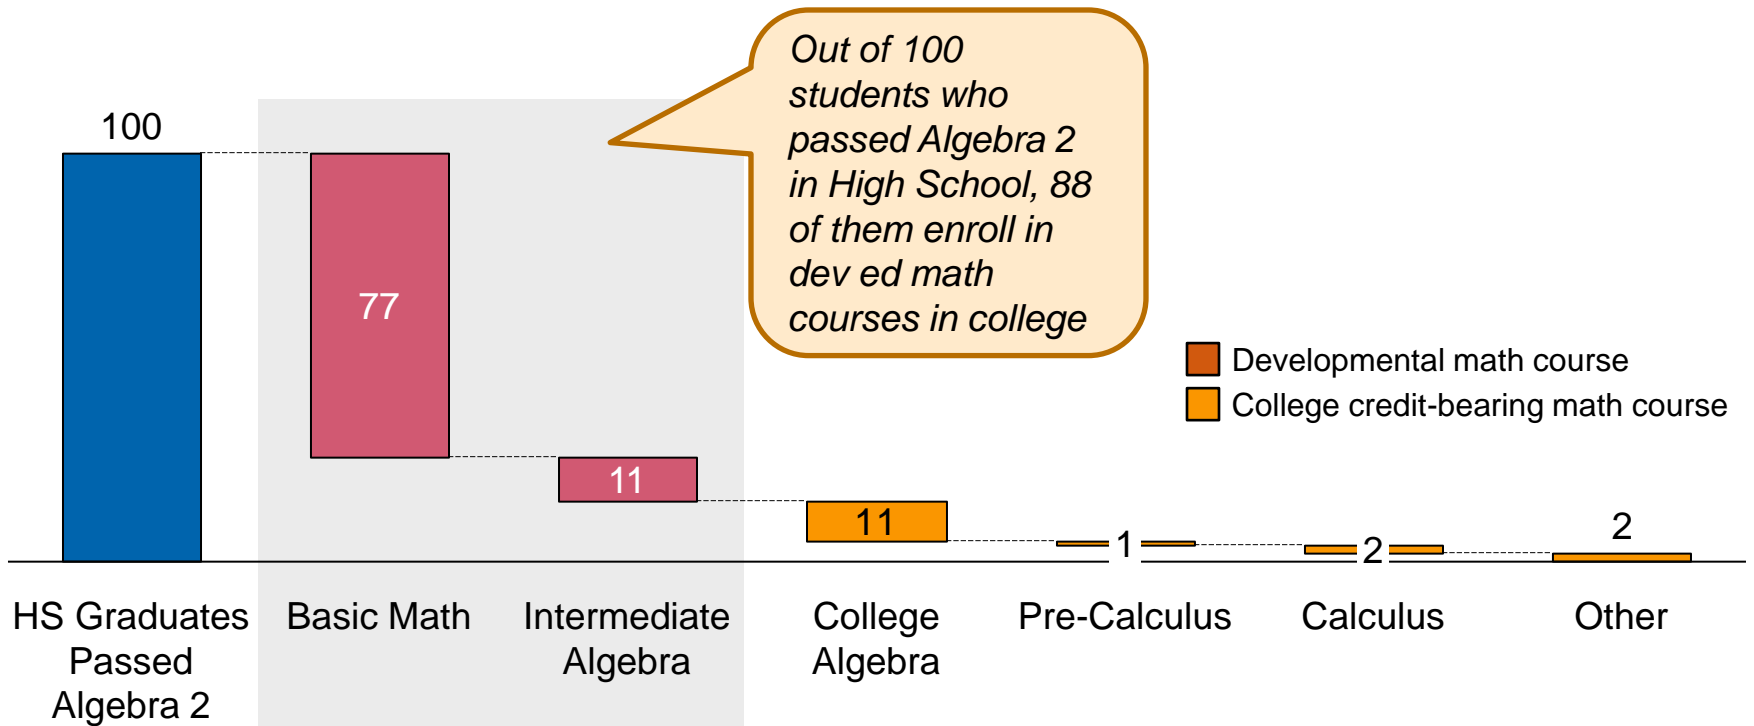 Out of 100
students who
passed Algebra 2
in High School, 88
of them enroll in
dev ed math
courses in college
100
77
11
11
1
2
2
Developmental math course
College credit-bearing math course
HS Graduates
Passed
Algebra 2
Basic Math
Intermediate
Algebra
College
Algebra
Pre-Calculus
Calculus
Other